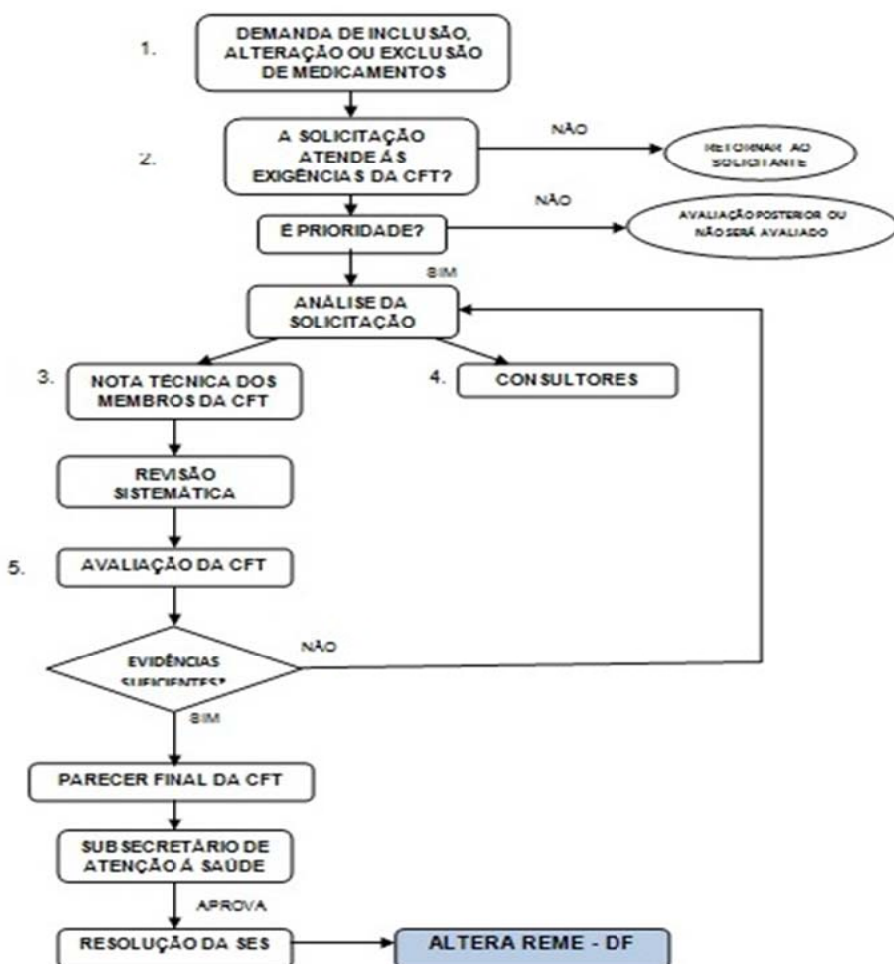 1.
DEMANDA DE INCLUSÃO,
ALTERAÇÃO OU EXCLUSÃO
DE MEDICAMENTOS
2.
A SOLICITAÇÃO
ATENDE ÁS
EXIGÊNCIAS DA CFT?
NÃO
RETORNAR AO
SOLICITANTE
É PRIORIDADE?
NÃO
AVALIAÇÃO POSTERIOR OU
NÃO SERÁ AVALIADO
SIM
ANÁLISE DA
SOLICITAÇÃO
3.
NOTA TÉCNICA DOS
MEMBROS DA CFT
4.
CONSULTORES
REVISÃO
SISTEMÁTICA
5.
AVALIAÇÃO DA CFT
EVIDÊNCIAS
SUFICIENTES?
NÃO
SIM
PARECER FINAL DA CFT
SUBSECRETÁRIO DE
ATENÇÃO Á SAÚDE
APROVA
RESOLUÇÃO DA SES
ALTERA REME - DF